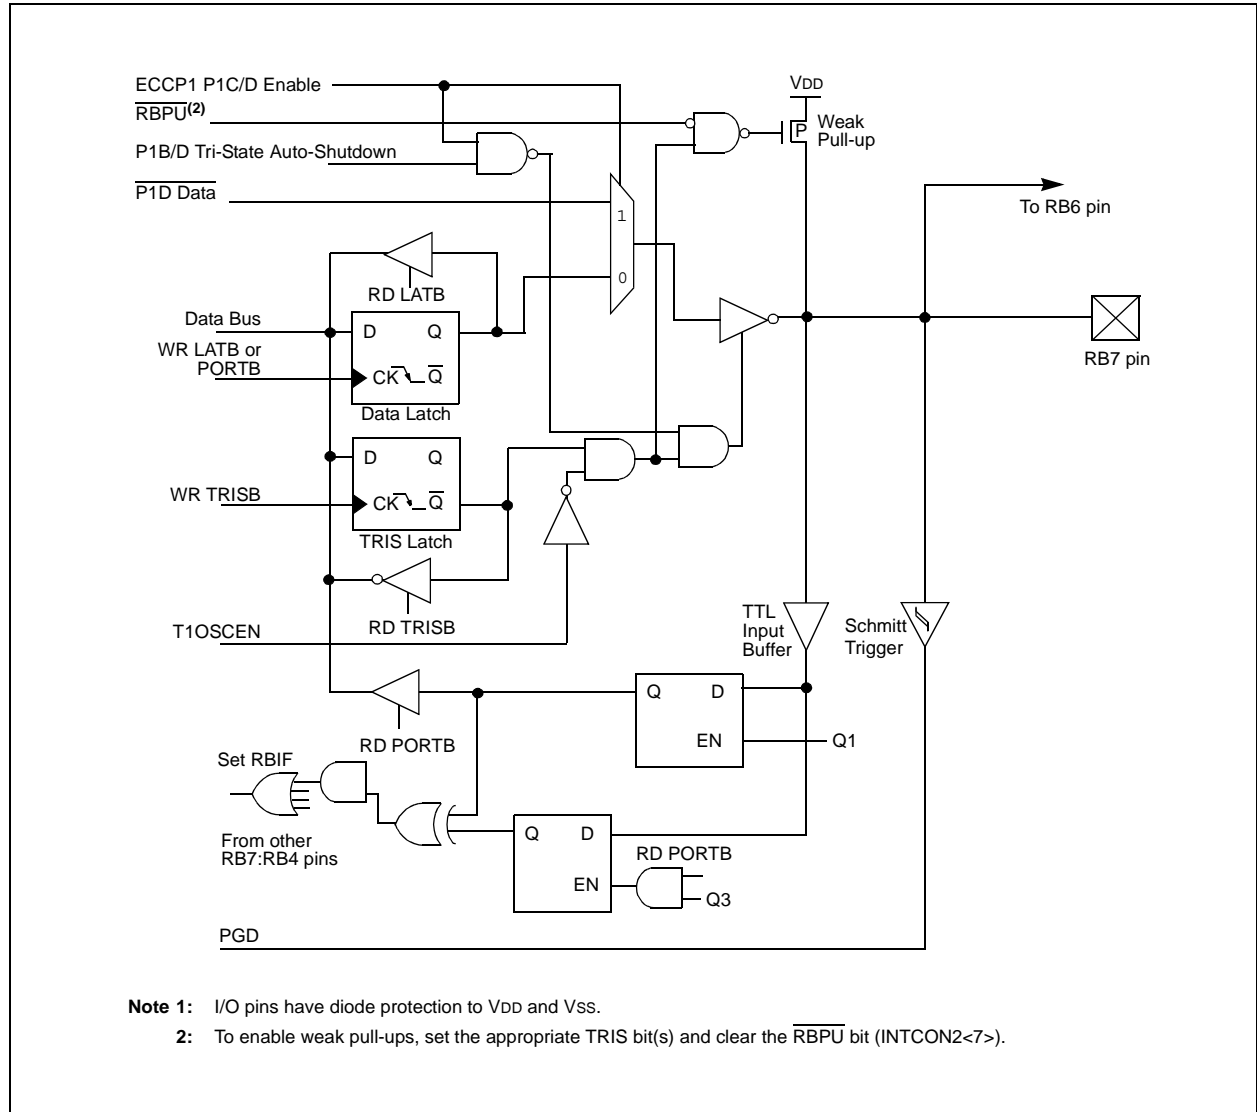 ECCP1 P1C/D Enable
RBPU(2)
P1B/D Tri-State Auto-Shutdown
P1D Data
VDD
P
Weak
Pull-up
To RB6 pin
1
0
RD LATB
Data Bus
D
Q
WR LATB or
PORTB
CK
Q
Data Latch
RB7 pin
D
Q
WR TRISB
CK
Q
TRIS Latch
RD TRISB
T1OSCEN
TTL
Input
Buffer
Schmitt
Trigger
Q
D
EN
Q1
RD PORTB
Set RBIF
From other
RB7:RB4 pins
Q
D
EN
RD PORTB
Q3
PGD
Note 1: I/O pins have diode protection to VDD and VSS.
2: To enable weak pull-ups, set the appropriate TRIS bit(s) and clear the RBPU bit (INTCON2<7>).